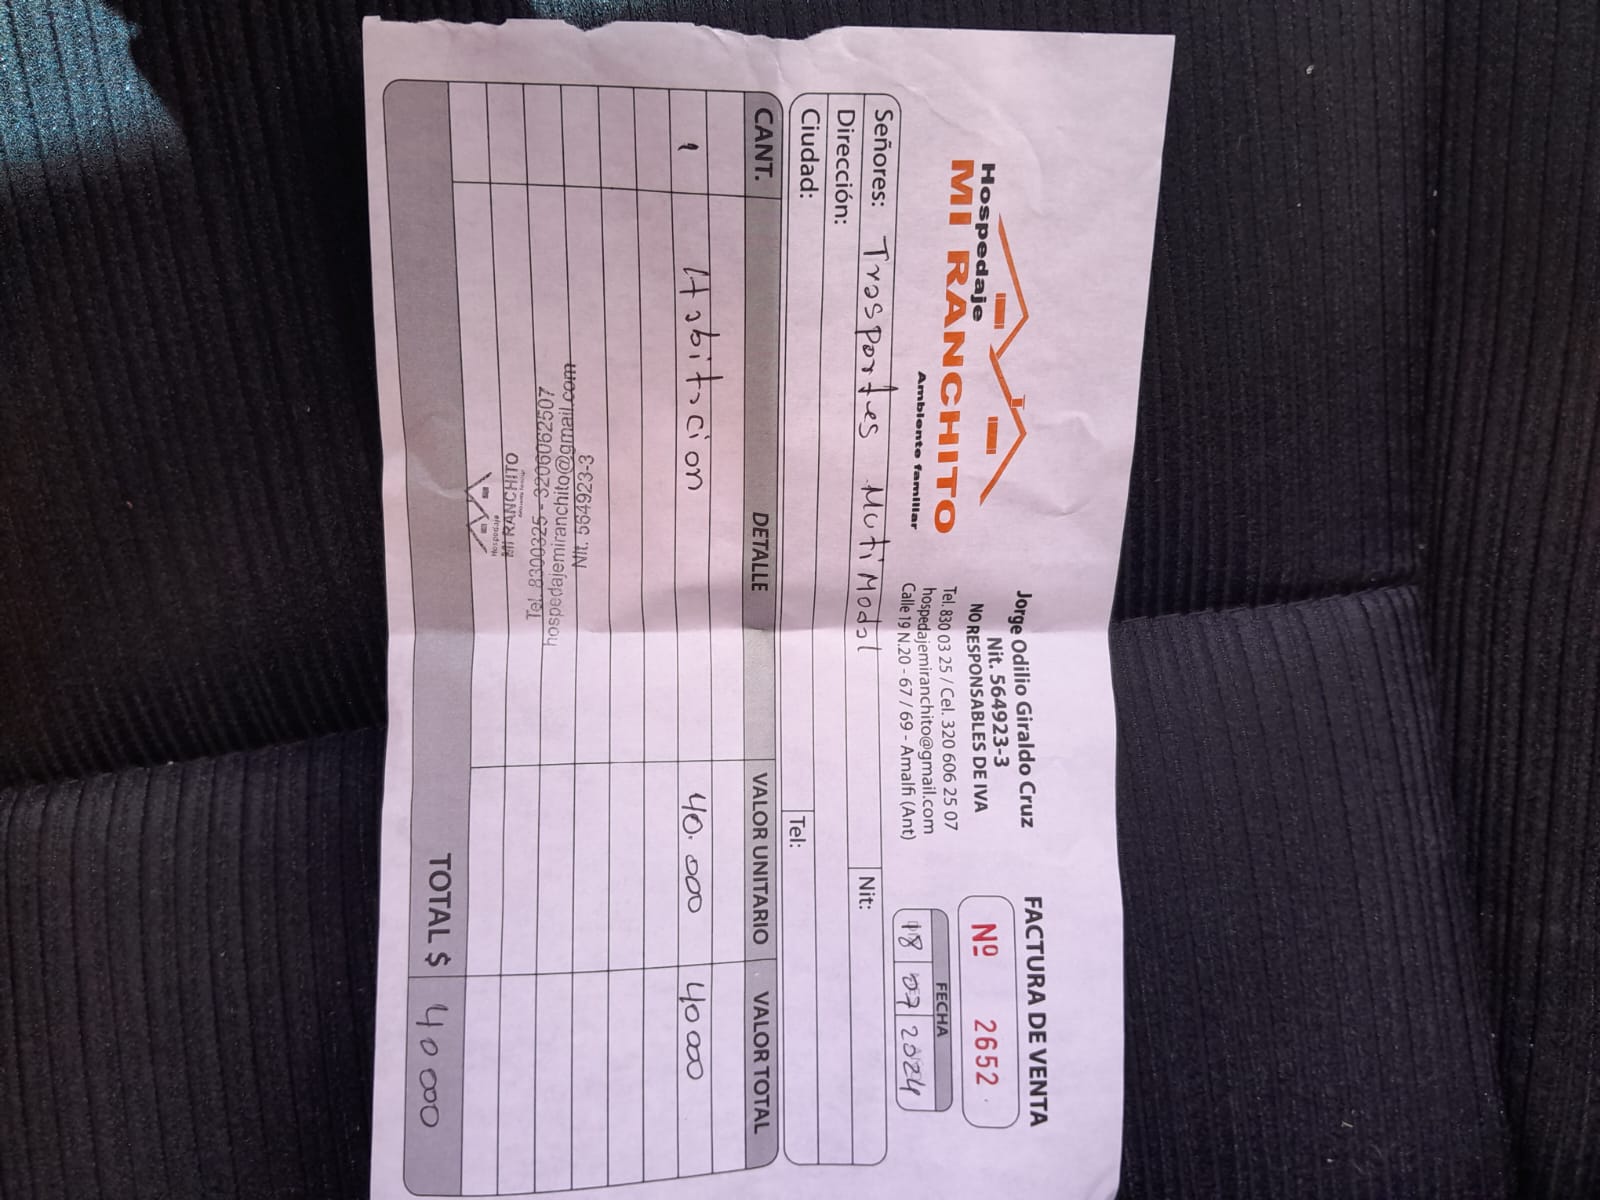 Hospedaje
MI RANCHITO
Ambiente familiar
Jorge Odilio Giraldo Cruz
Nit. 564923-3
NO RESPONSABLES DE IVA
Tel. 830 03 25 / Cel. 320 606 25 07
hospedajemiranchito@gmail.com
Calle 19 N.20 - 67 / 69 - Amalfi (Ant)
FACTURA DE VENTA
Nº 2652
FECHA
18 07 2024
Señores: Trasportes MutiModal
Nit:
Dirección:
Ciudad:
Tel:
CANT. DETALLE VALOR UNITARIO VALOR TOTAL
1 Habitacion 40.000 40000
Hospedaje
MI RANCHITO
Tel. 8300325 - 3206062507
hospedajemiranchito@gmail.com
Nit. 564923-3
TOTAL $ 40000